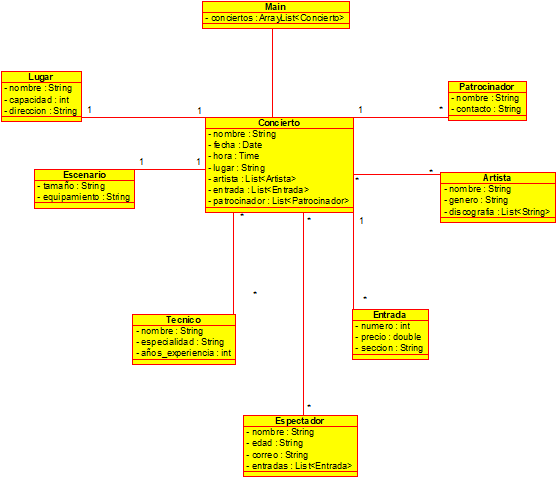 Main
- conciertos : ArrayList<Concierto>
Lugar
- nombre : String
- capacidad : int
- direccion : String
1
1
Patrocinador
- nombre : String
- contacto : String
1
*
Concierto
- nombre : String
- fecha : Date
- hora : Time
- lugar : String
- artista : List<Artista>
- entrada : List<Entrada>
- patrocinador : List<Patrocinador>
Escenario
- tamaño : String
- equipamiento : String
1
1
Artista
- nombre : String
- genero : String
- discografia : List<String>
*
*
*
*
1
*
*
Tecnico
- nombre : String
- especialidad : String
- años_experiencia : int
Entrada
- numero : int
- precio : double
- seccion : String
*
Espectador
- nombre : String
- edad : String
- correo : String
- entradas : List<Entrada>